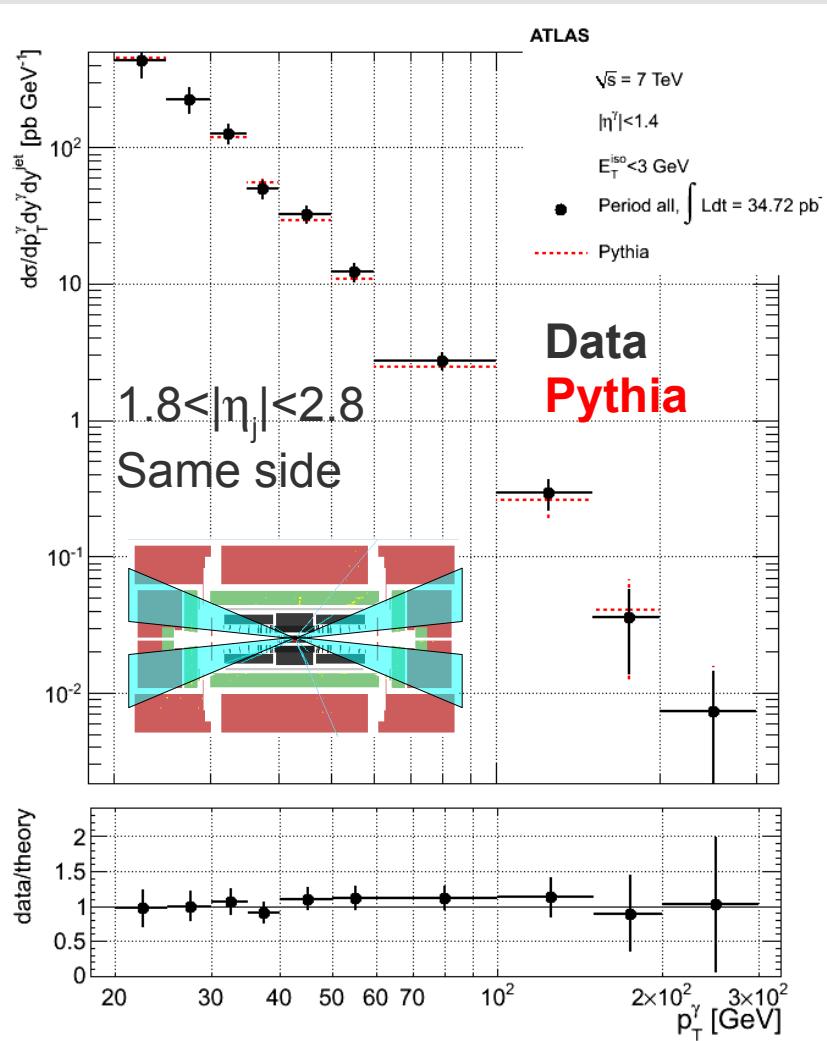 ATLAS
√s = 7 TeV
|η^γ|<1.4
E_T^iso<3 GeV
Period all, ∫ Ldt = 34.72 pb^-
Pythia
dσ/dp_T^γ dy^γ dy^jet [pb GeV^-1]
10^2
10
1
10^-1
10^-2
Data
Pythia
1.8<|η_j|<2.8
Same side
data/theory
2
1.5
1
0.5
0
20 30 40 50 60 70 10^2 2×10^2 3×10^2
p_T^γ [GeV]